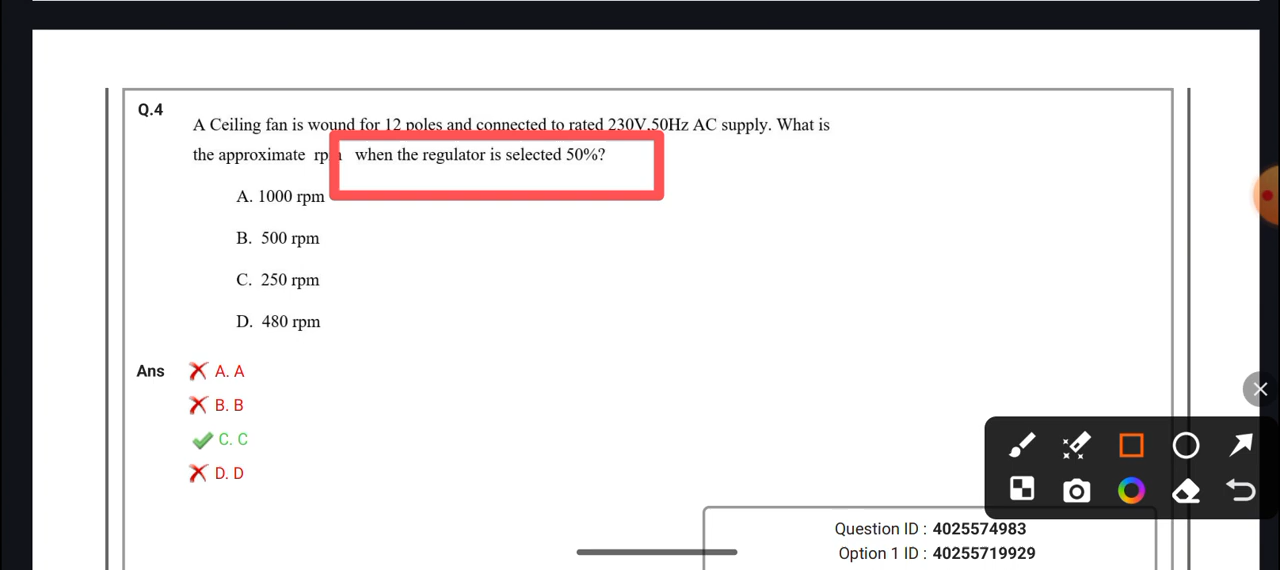 Q.4
A Ceiling fan is wound for 12 poles and connected to rated 230V,50Hz AC supply. What is
the approximate rpm when the regulator is selected 50%?
A. 1000 rpm
B. 500 rpm
C. 250 rpm
D. 480 rpm
Ans
A. A
B. B
C. C
D. D
Question ID : 4025574983
Option 1 ID : 40255719929